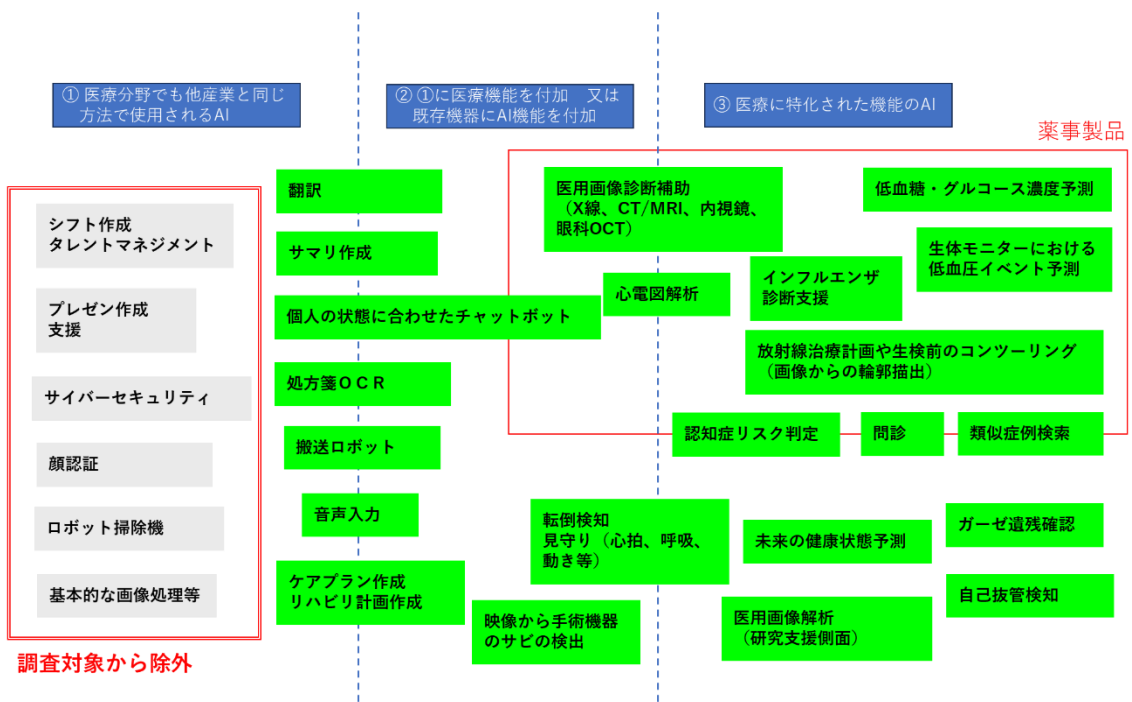 ① 医療分野でも他産業と同じ
方法で使用されるAI
② ①に医療機能を付加　又は
既存機器にAI機能を付加
③ 医療に特化された機能のAI
薬事製品
シフト作成
タレントマネジメント
プレゼン作成
支援
サイバーセキュリティ
顔認証
ロボット掃除機
基本的な画像処理等
調査対象から除外
翻訳
サマリ作成
個人の状態に合わせたチャットボット
処方箋ＯＣＲ
搬送ロボット
音声入力
ケアプラン作成
リハビリ計画作成
医用画像診断補助
（X線、CT/MRI、内視鏡、
眼科OCT）
心電図解析
低血糖・グルコース濃度予測
生体モニターにおける
低血圧イベント予測
インフルエンザ
診断支援
放射線治療計画や生検前のコンツーリング
（画像からの輪郭描出）
認知症リスク判定
問診
類似症例検索
転倒検知
見守り（心拍、呼吸、
動き等）
未来の健康状態予測
ガーゼ遺残確認
自己抜管検知
映像から手術機器
のサビの検出
医用画像解析
（研究支援側面）